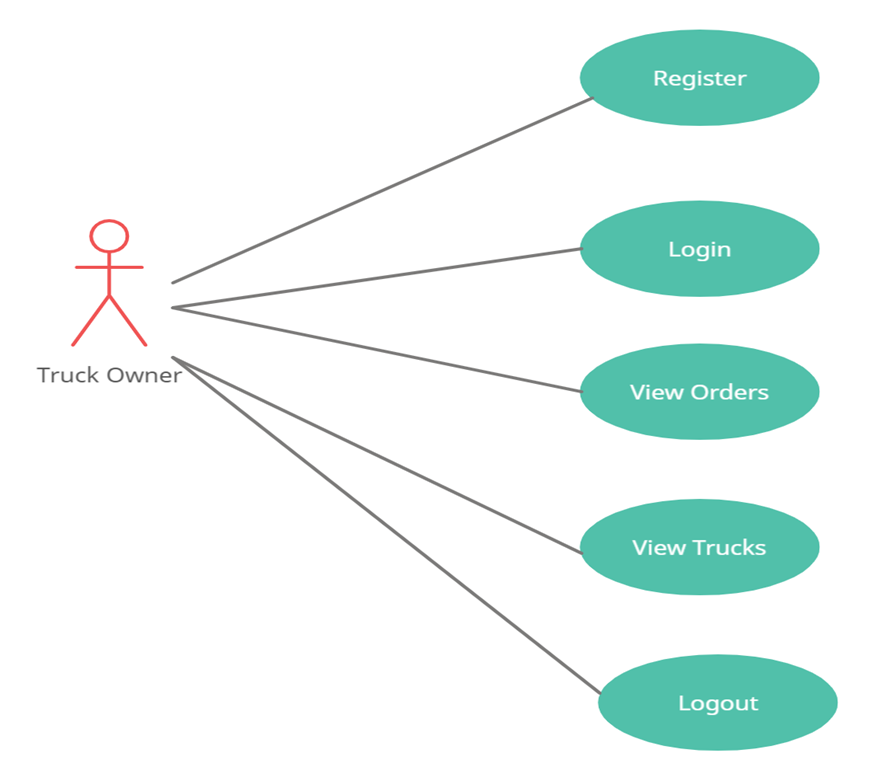 Register
Login
Truck Owner
View Orders
View Trucks
Logout